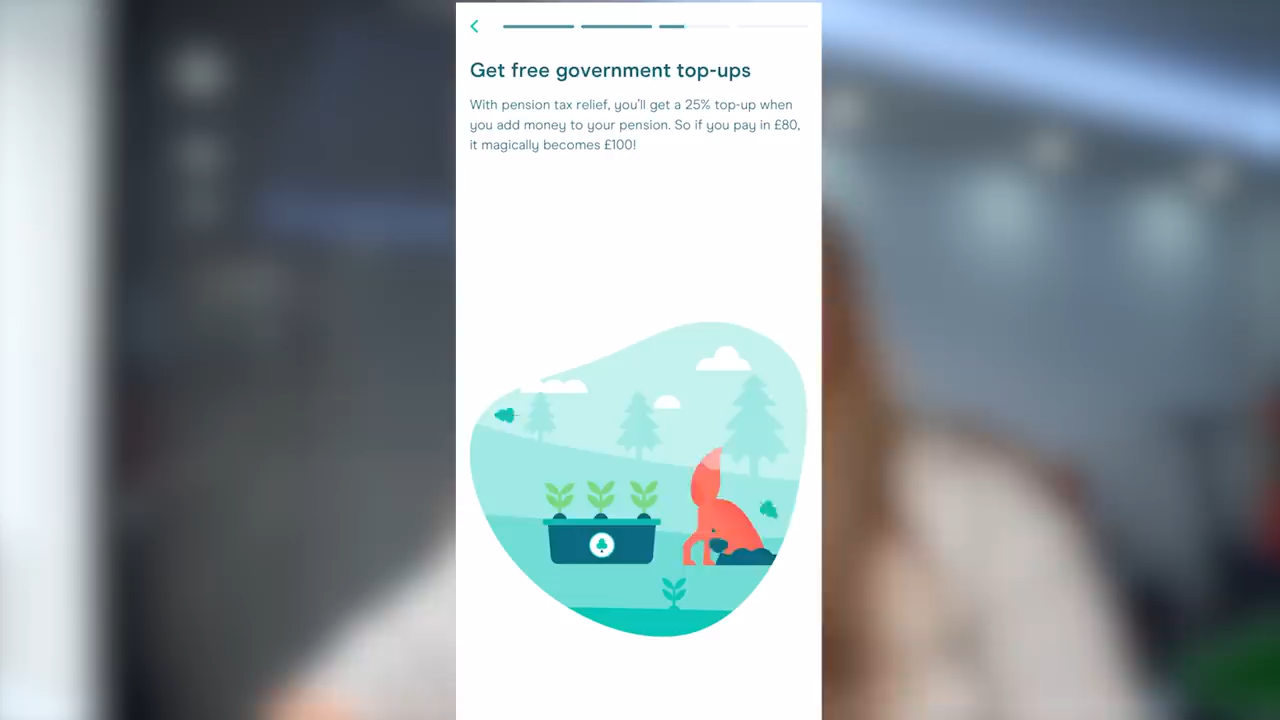 Get free government top-ups
With pension tax relief, you'll get a 25% top-up when
you add money to your pension. So if you pay in £80,
it magically becomes £100!